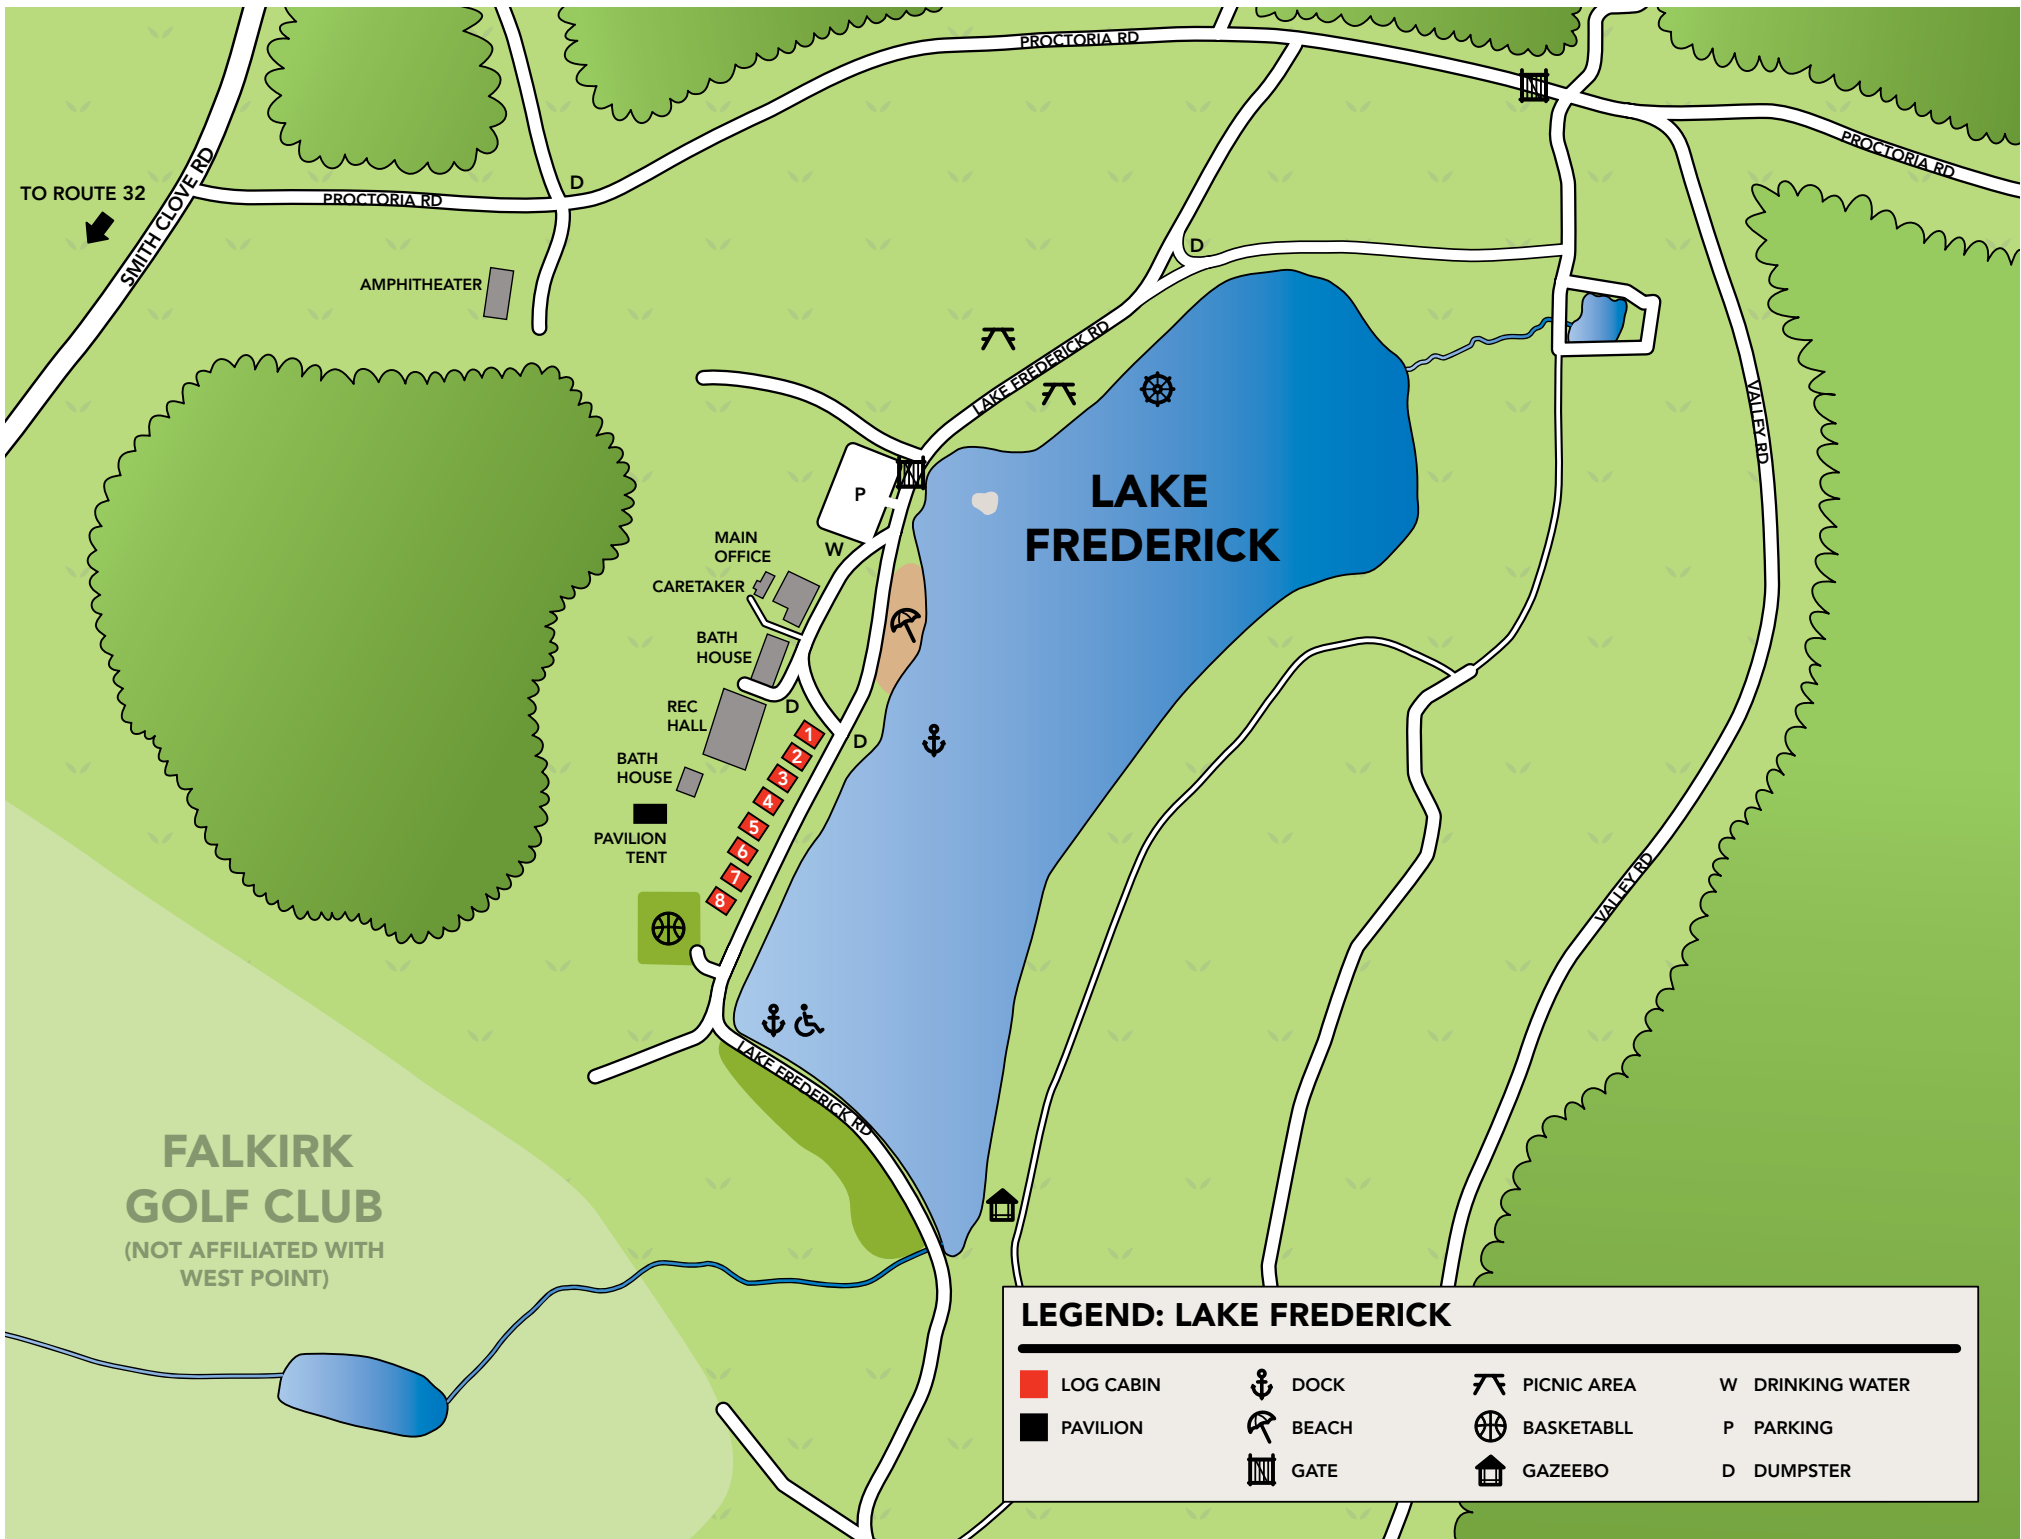 PROCTORIA RD
PROCTORIA RD
TO ROUTE 32
SMITH CLOVE RD
PROCTORIA RD
D
D
AMPHITHEATER
LAKE FREDERICK RD
VALLEY RD
P
LAKE
FREDERICK
W
MAIN
OFFICE
CARETAKER
BATH
HOUSE
REC
HALL
D
D
1
2
3
4
5
6
7
8
BATH
HOUSE
PAVILION
TENT
VALLEY RD
LAKE FREDERICK RD
FALKIRK
GOLF CLUB
(NOT AFFILIATED WITH
WEST POINT)
LEGEND: LAKE FREDERICK
LOG CABIN
PAVILION
DOCK
BEACH
GATE
PICNIC AREA
BASKETABLL
GAZEEBO
W DRINKING WATER
P PARKING
D DUMPSTER